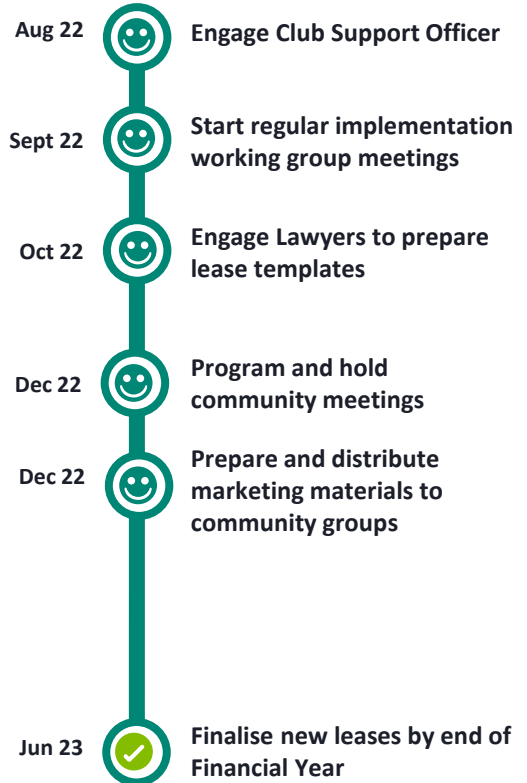 Aug 22
Engage Club Support Officer
Sept 22
Start regular implementation
working group meetings
Oct 22
Engage Lawyers to prepare
lease templates
Dec 22
Program and hold
community meetings
Dec 22
Prepare and distribute
marketing materials to
community groups
Jun 23
Finalise new leases by end of
Financial Year